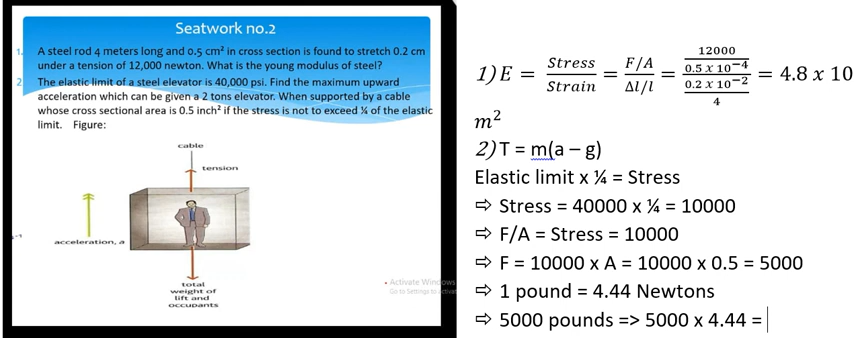 Seatwork no.2
1. A steel rod 4 meters long and 0.5 cm² in cross section is found to stretch 0.2 cm
under a tension of 12,000 newton. What is the young modulus of steel?
2. The elastic limit of a steel elevator is 40,000 psi. Find the maximum upward
acceleration which can be given a 2 tons elevator. When supported by a cable
whose cross sectional area is 0.5 inch² if the stress is not to exceed ¼ of the elastic
limit. Figure:
cable
tension
acceleration, a
total
weight of
lift and
occupants
Activate Windows
Go to Settings to activat
1) E = Stress/Strain = (F/A)/(Δl/l) = (12000/(0.5 x 10⁻⁴))/((0.2 x 10⁻²)/4) = 4.8 x 10
m²
2) T = m(a – g)
Elastic limit x ¼ = Stress
⇨ Stress = 40000 x ¼ = 10000
⇨ F/A = Stress = 10000
⇨ F = 10000 x A = 10000 x 0.5 = 5000
⇨ 1 pound = 4.44 Newtons
⇨ 5000 pounds => 5000 x 4.44 =